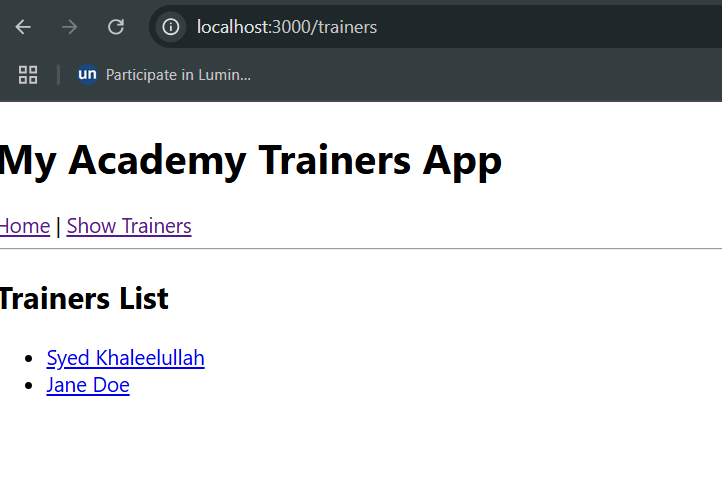 localhost:3000/trainers
un Participate in Lumin...
My Academy Trainers App
Home | Show Trainers
Trainers List
Syed Khaleelullah
Jane Doe